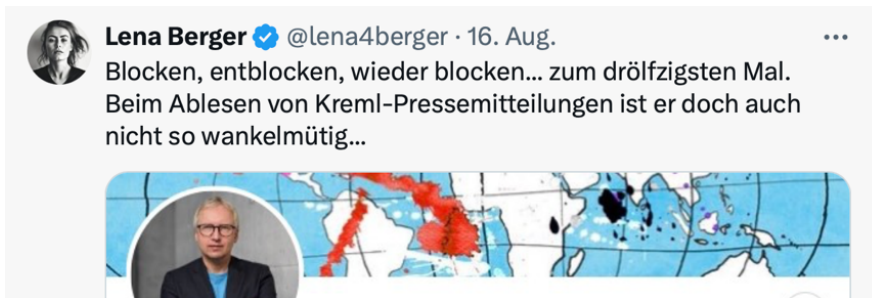 Lena Berger @lena4berger · 16. Aug.
Blocken, entblocken, wieder blocken... zum drölfzigsten Mal.
Beim Ablesen von Kreml-Pressemitteilungen ist er doch auch
nicht so wankelmütig...